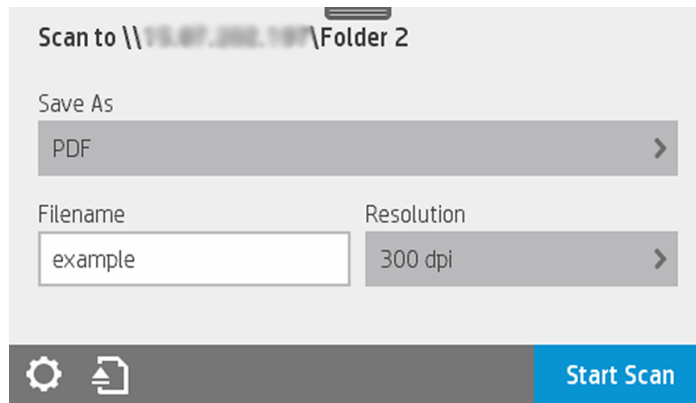 Scan to \\ \Folder 2
Save As
PDF
Filename
Resolution
example
300 dpi
Start Scan